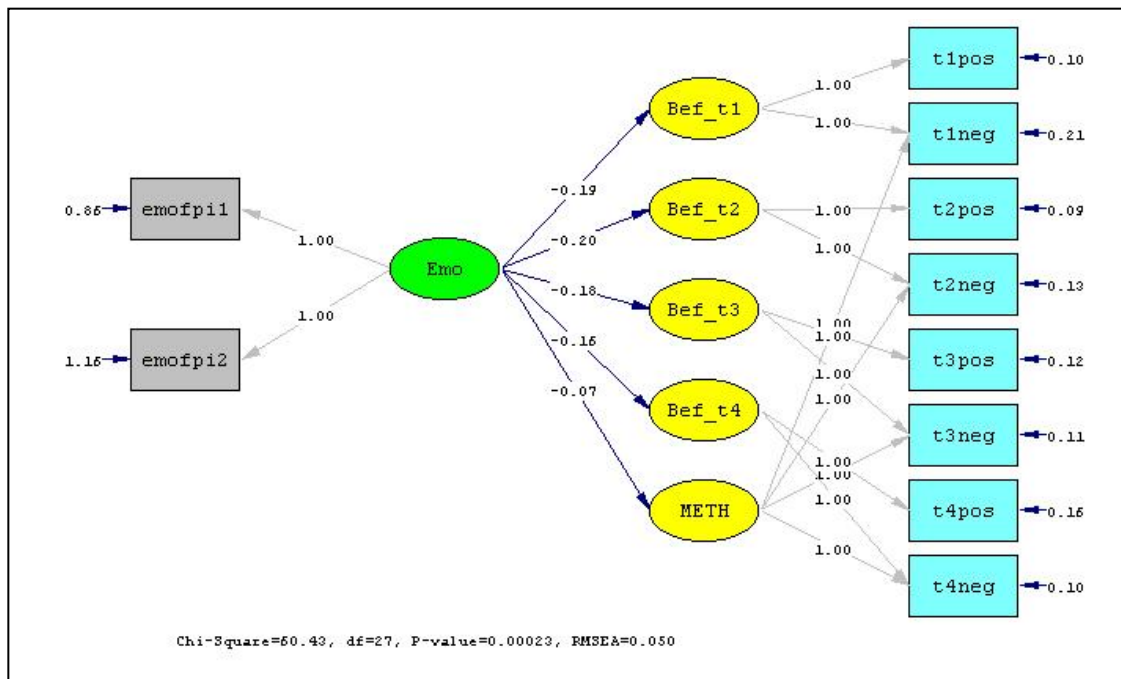 t1pos
0.10
1.00
Bef_t1
1.00
t1neg
0.21
-0.19
0.86
emofpi1
1.00
Bef_t2
1.00
t2pos
0.09
-0.20
1.00
Emo
t2neg
0.13
-0.18
Bef_t3
1.00
1.00
1.00
-0.16
t3pos
0.12
1.16
emofpi2
1.00
1.00
-0.07
Bef_t4
t3neg
0.11
1.00
1.00
1.00
METH
t4pos
0.16
1.00
t4neg
0.10
Chi-Square=60.43, df=27, P-value=0.00023, RMSEA=0.050